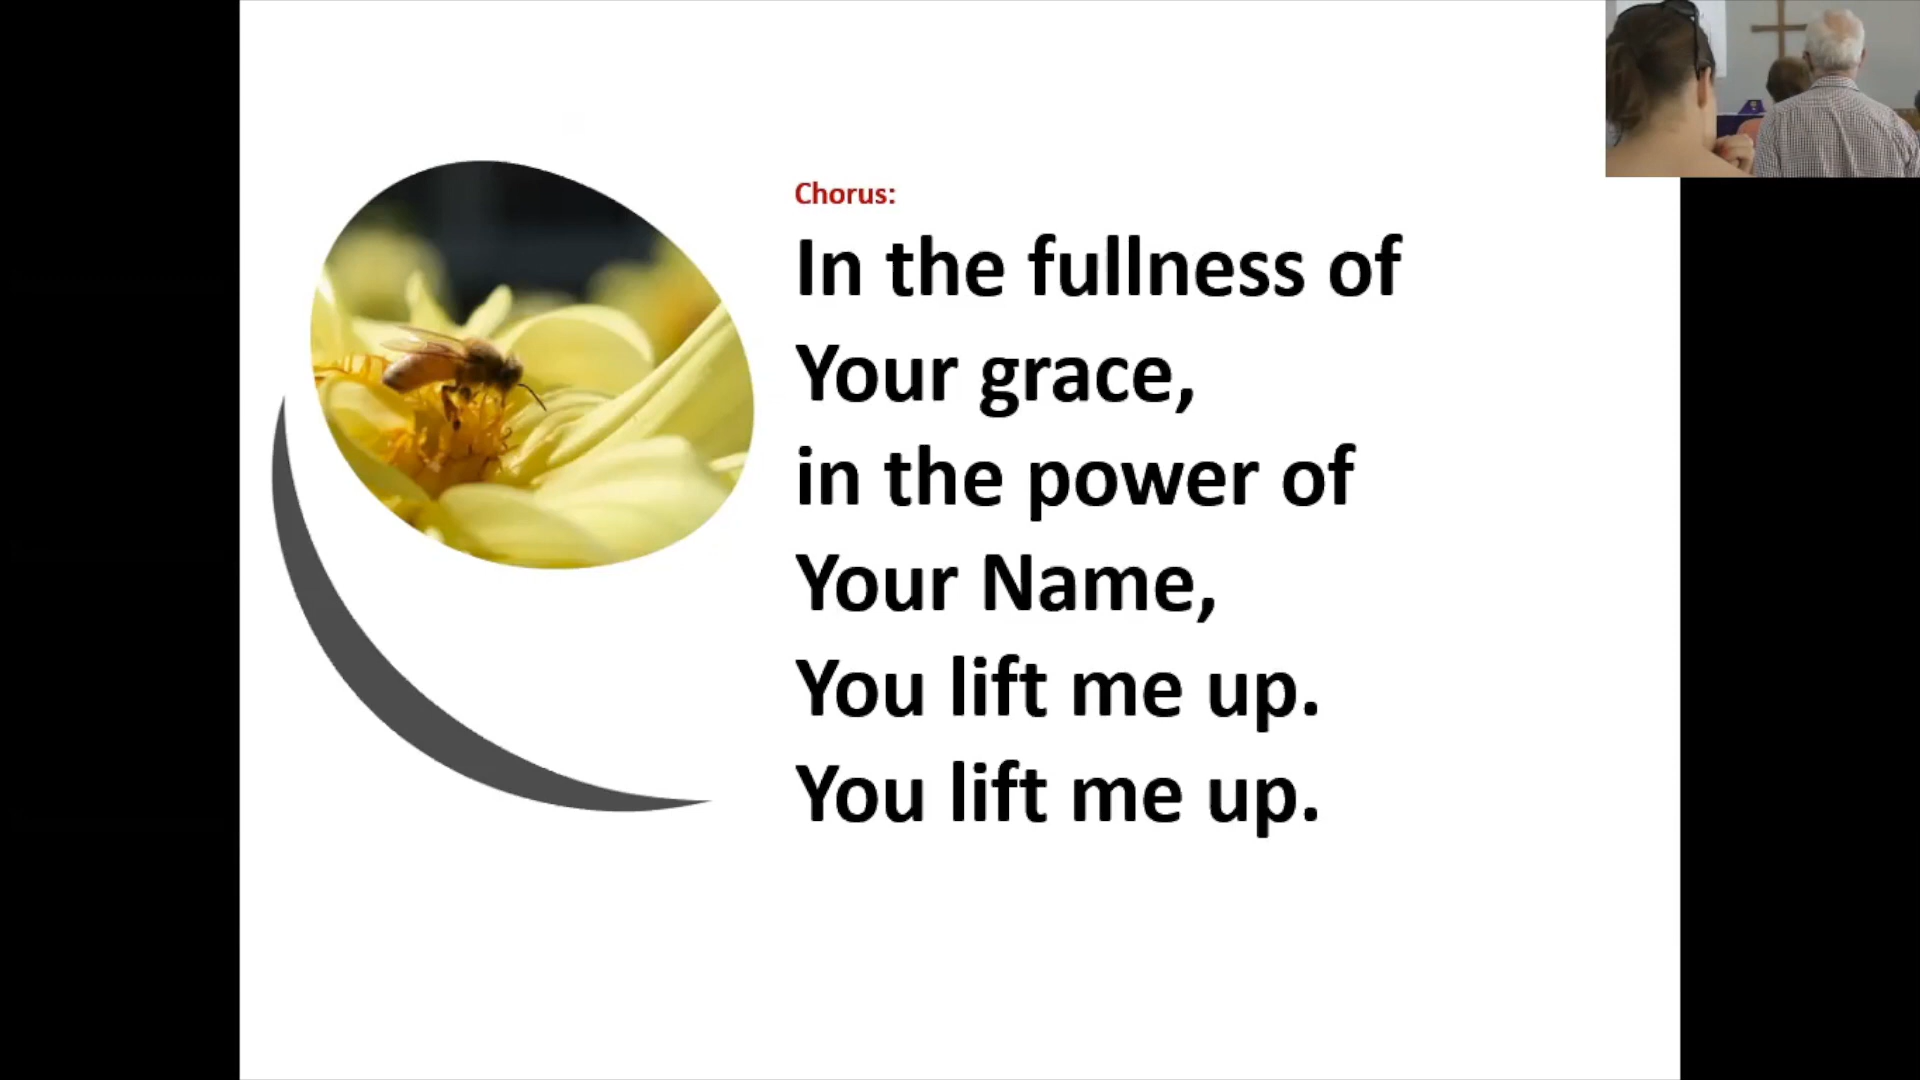 Chorus:
In the fullness of
Your grace,
in the power of
Your Name,
You lift me up.
You lift me up.